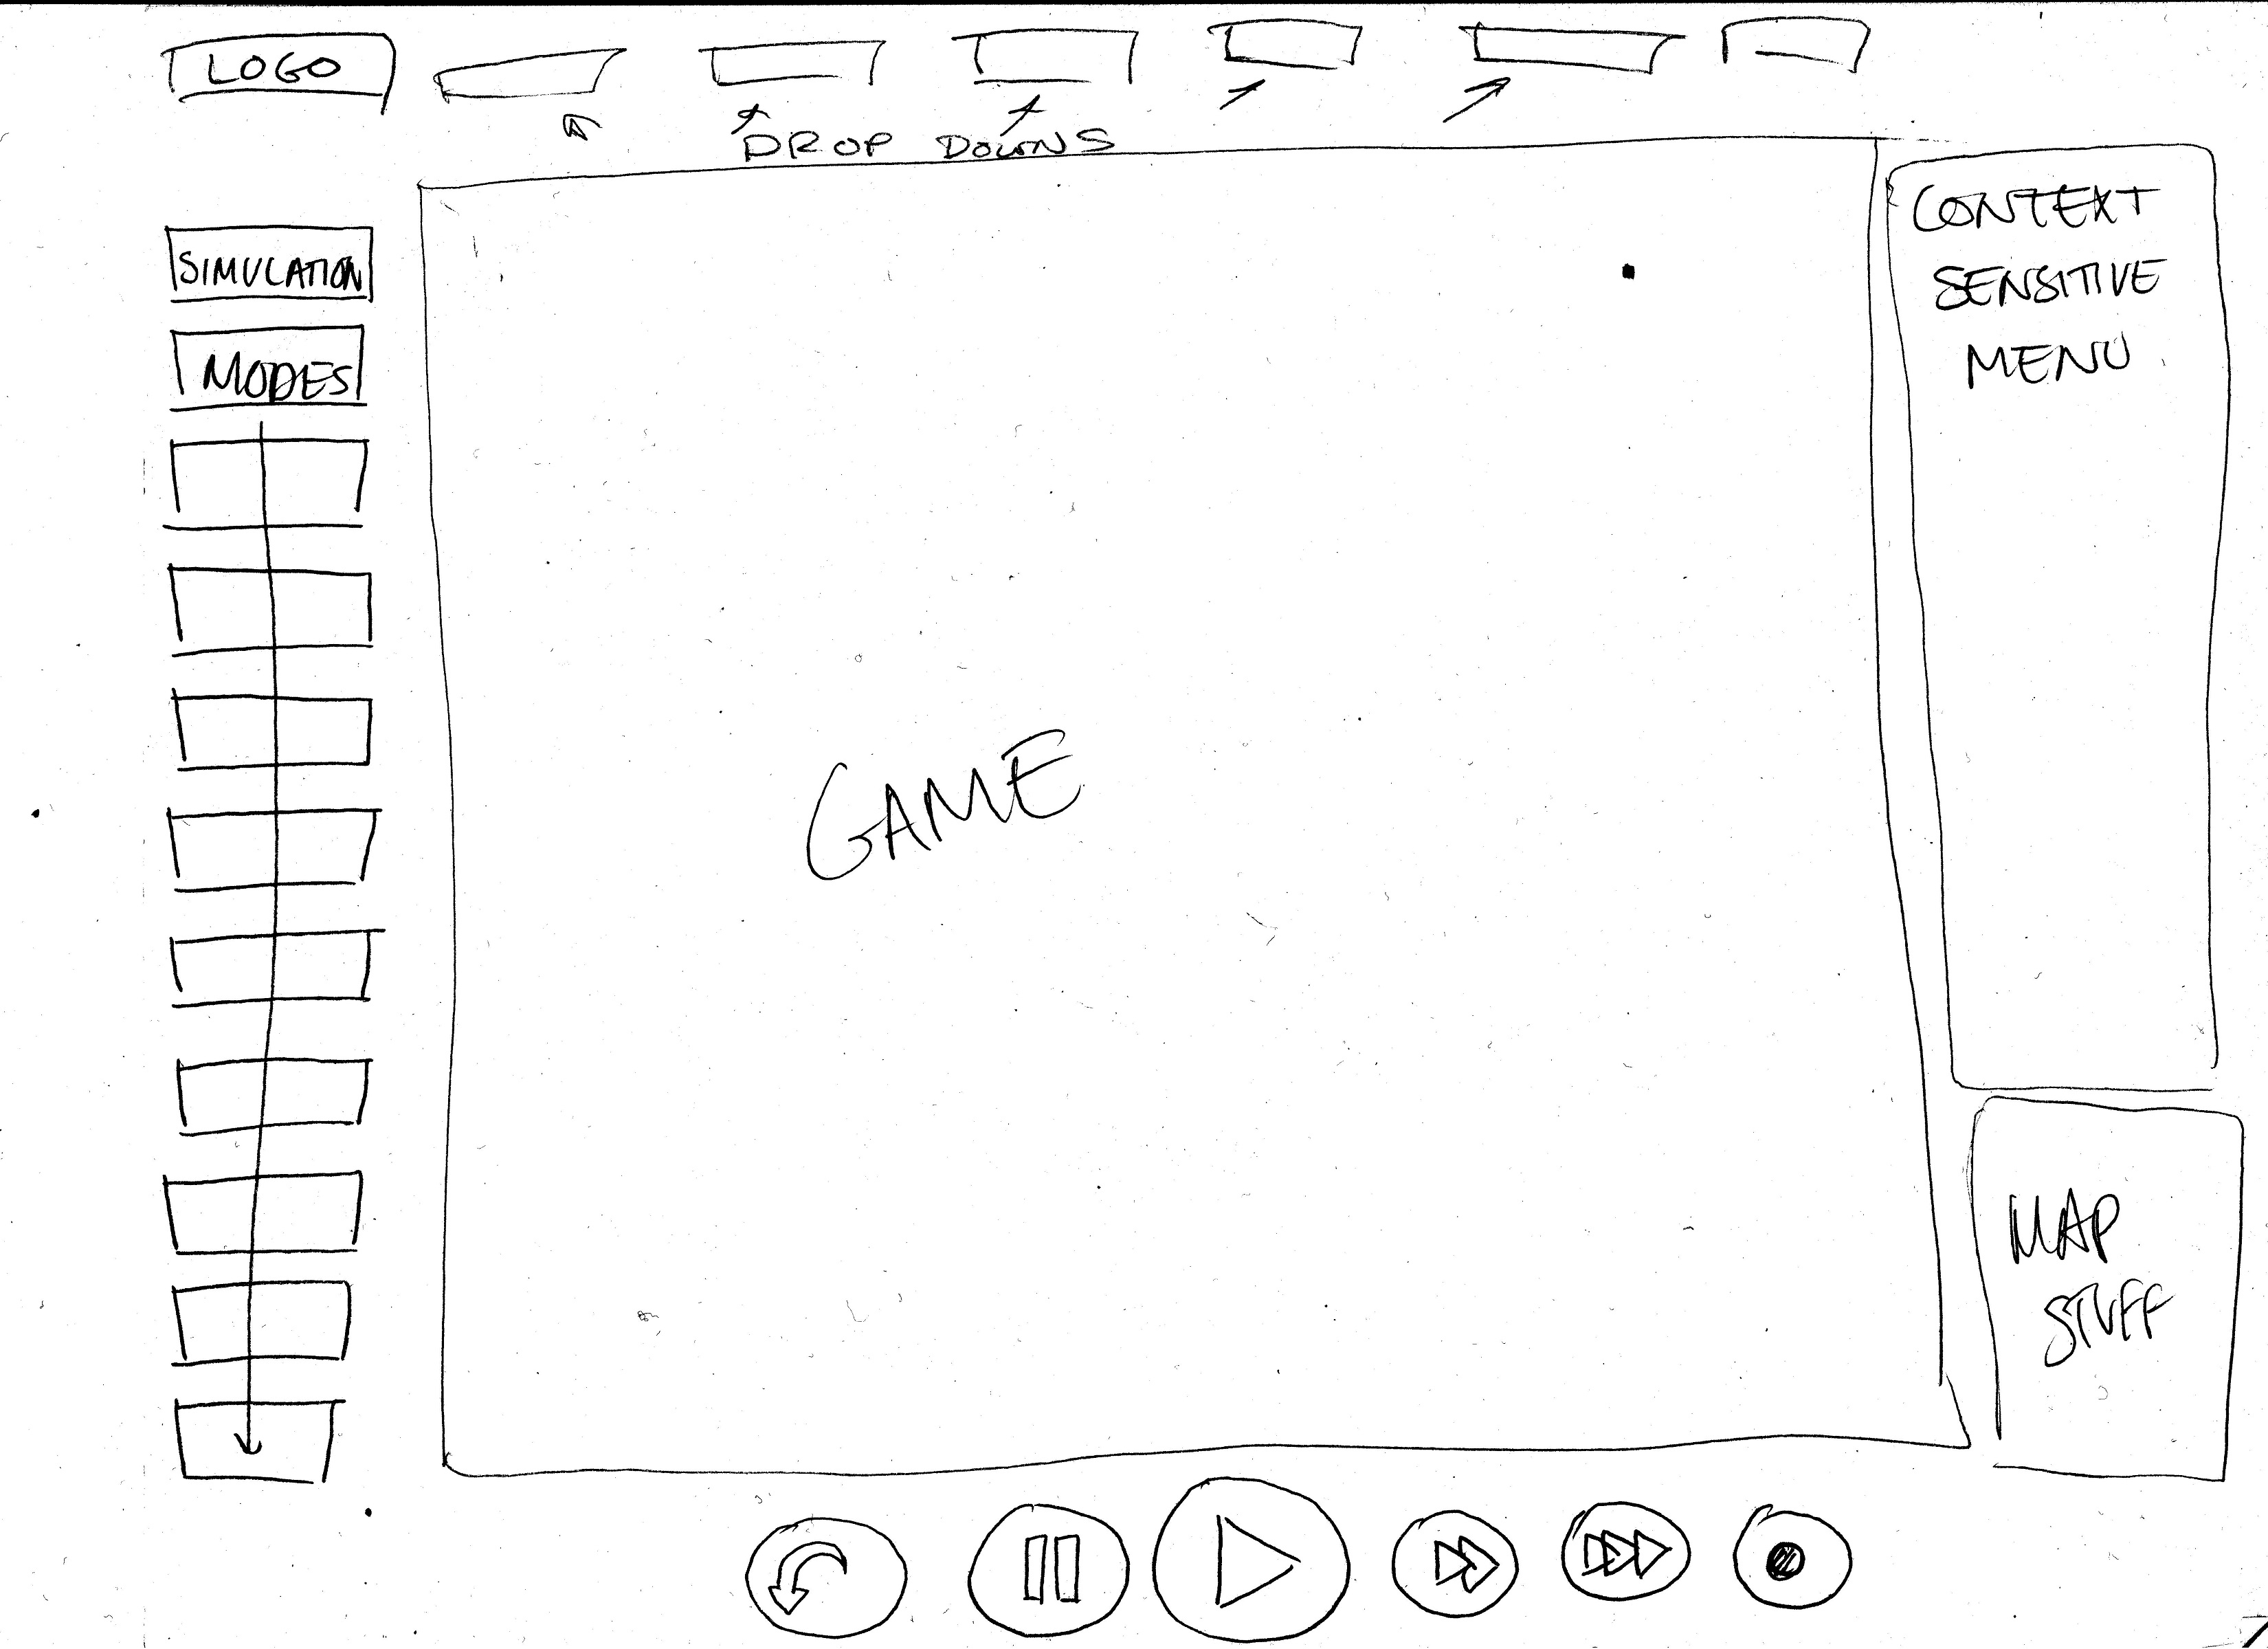 LOGO
DROP DOWNS
SIMULATION
MODES
CONTEXT
SENSITIVE
MENU
GAME
MAP
STUFF